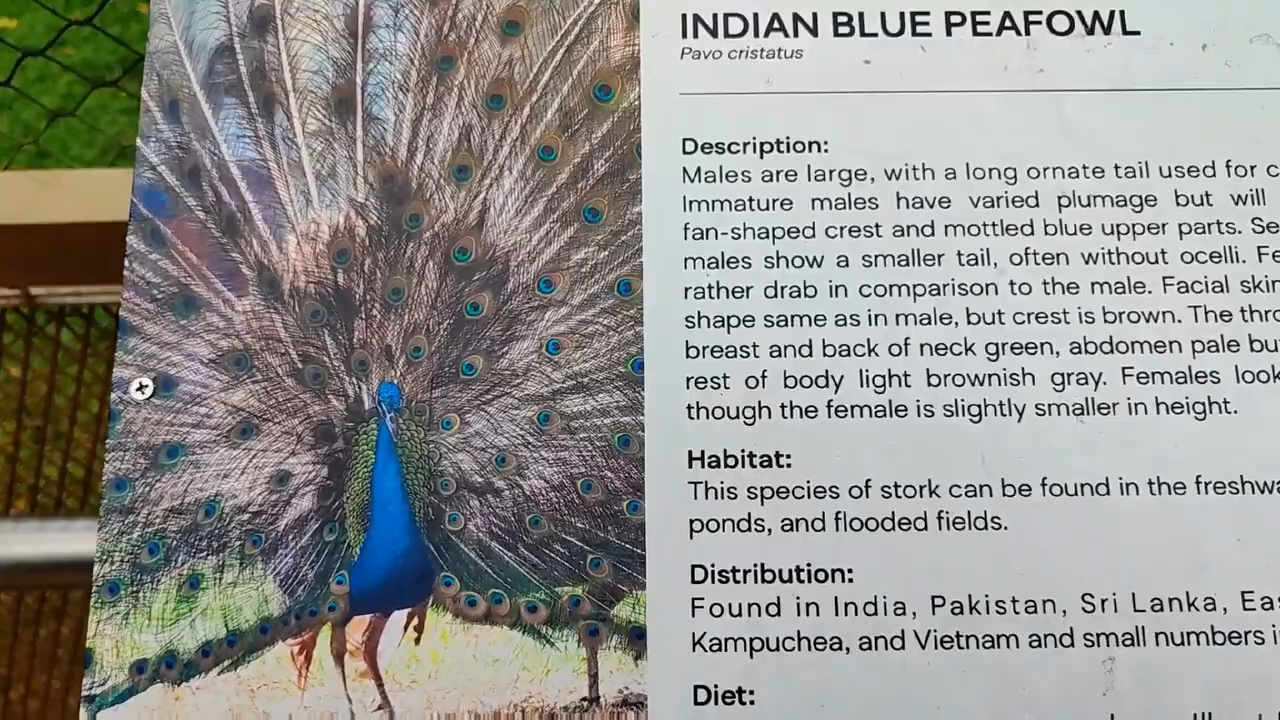 INDIAN BLUE PEAFOWL
Pavo cristatus
Description:
Males are large, with a long ornate tail used for
Immature males have varied plumage but will
fan-shaped crest and mottled blue upper parts.
males show a smaller tail, often without ocelli.
rather drab in comparison to the male. Facial skin
shape same as in male, but crest is brown. The
breast and back of neck green, abdomen pale
rest of body light brownish gray. Females look
though the female is slightly smaller in height.
Habitat:
This species of stork can be found in the
ponds, and flooded fields.
Distribution:
Found in India, Pakistan, Sri Lanka,
Kampuchea, and Vietnam and small numbers
Diet: